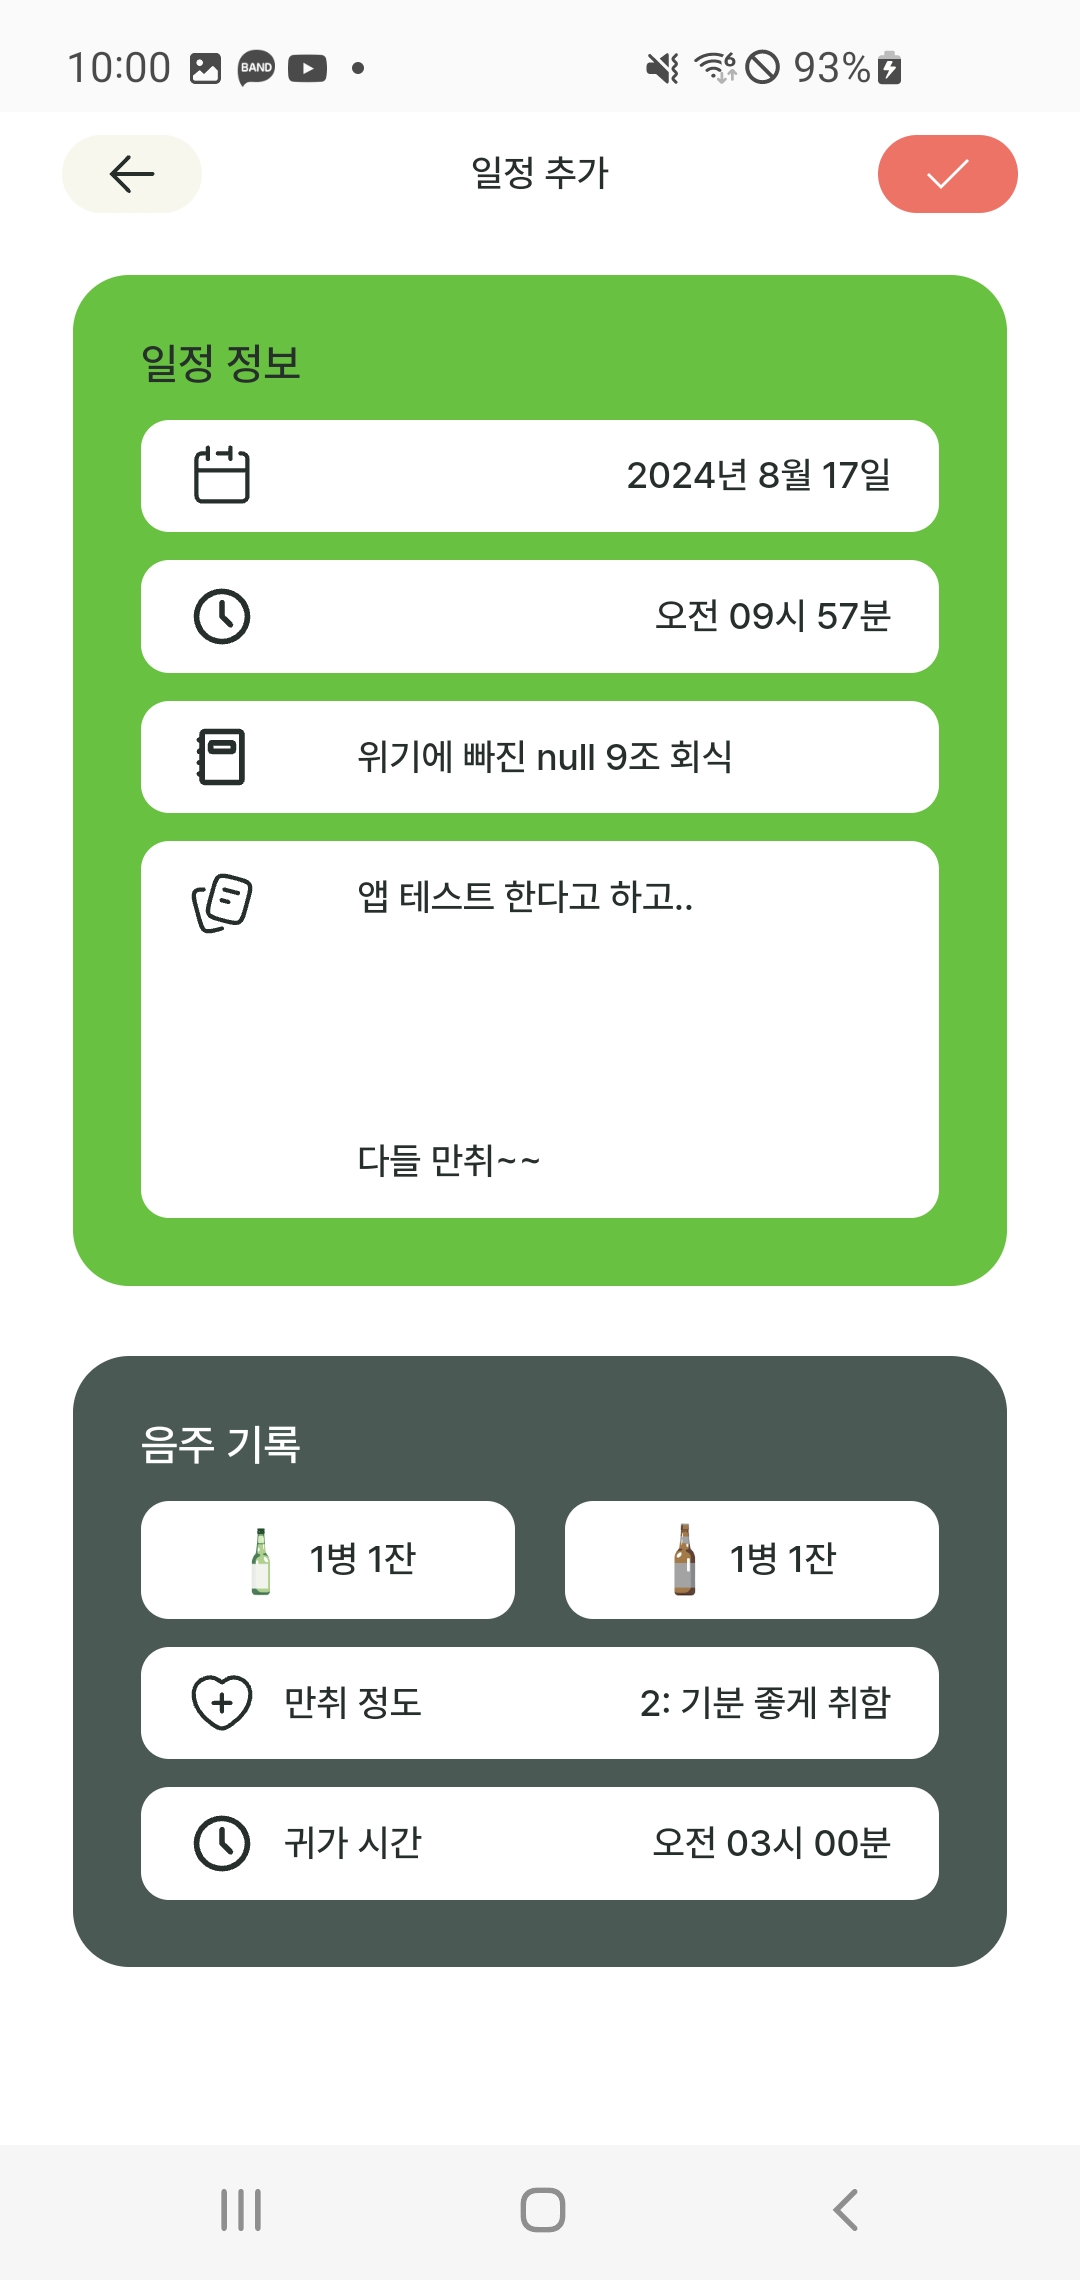 10:00 BAND 6 93%
일정 추가
일정 정보
2024년 8월 17일
오전 09시 57분
위기에 빠진 null 9조 회식
앱 테스트 한다고 하고..
다들 만취~~
음주 기록
1병 1잔 1병 1잔
만취 정도 2: 기분 좋게 취함
귀가 시간 오전 03시 00분